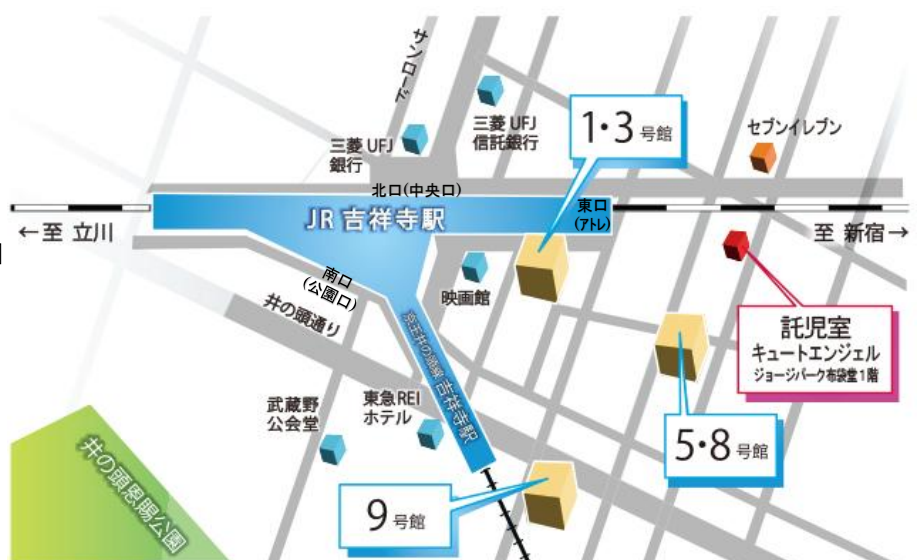 サンロード
三菱 UFJ
銀行
三菱 UFJ
信託銀行
1・3 号館
セブンイレブン
北口(中央口)
JR 吉祥寺駅
東口
(アトレ)
←至 立川
至 新宿→
南口
(公園口)
井の頭通り
映画館
京王井の頭線 吉祥寺駅
託児室
キュートエンジェル
ジョージパーク布袋堂1階
武蔵野
公会堂
東急REI
ホテル
5・8 号館
9 号館
井の頭恩賜公園